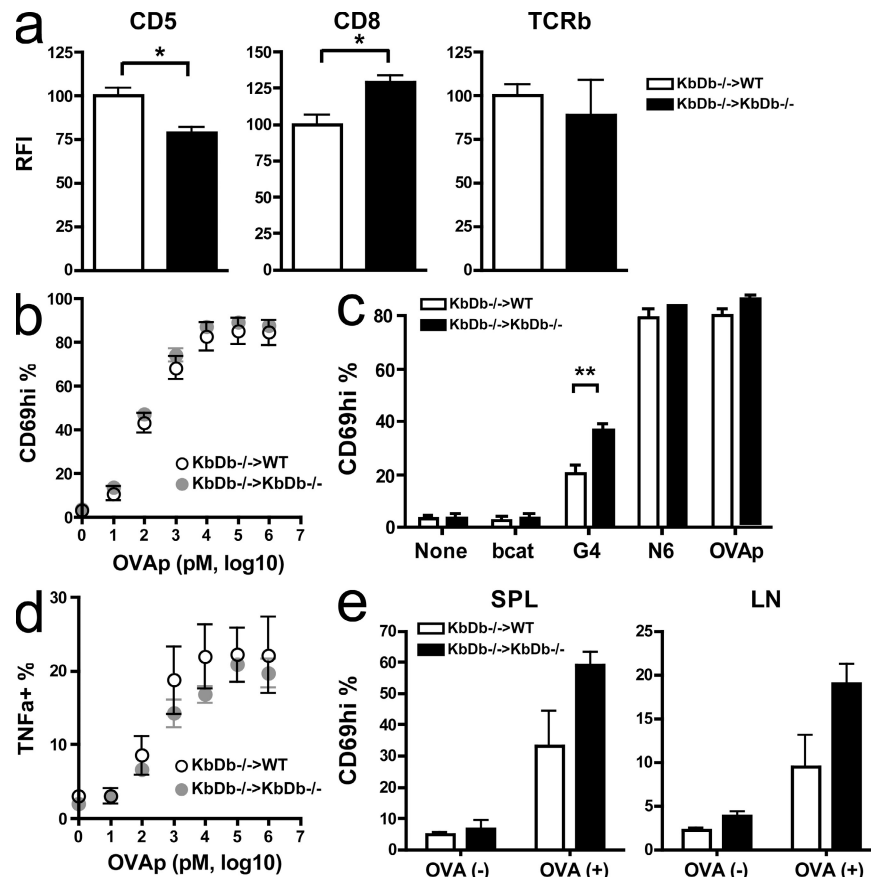 a
CD5
CD8
TCRb
RFI
125
100
75
50
25
0
*
150
125
100
75
50
25
0
*
125
100
75
50
25
0
KbDb-/->WT
KbDb-/->KbDb-/-
b
CD69hi %
100
80
60
40
20
0
0 1 2 3 4 5 6 7
OVAp (pM, log10)
KbDb-/->WT
KbDb-/->KbDb-/-
c
CD69hi %
80
60
40
20
0
KbDb-/->WT
KbDb-/->KbDb-/-
**
None bcat G4 N6 OVAp
d
TNFa+ %
30
20
10
0
0 1 2 3 4 5 6 7
OVAp (pM, log10)
KbDb-/->WT
KbDb-/->KbDb-/-
e
SPL
LN
CD69hi %
70
60
50
40
30
20
10
0
KbDb-/->WT
KbDb-/->KbDb-/-
OVA (-) OVA (+)
25
20
15
10
5
0
OVA (-) OVA (+)